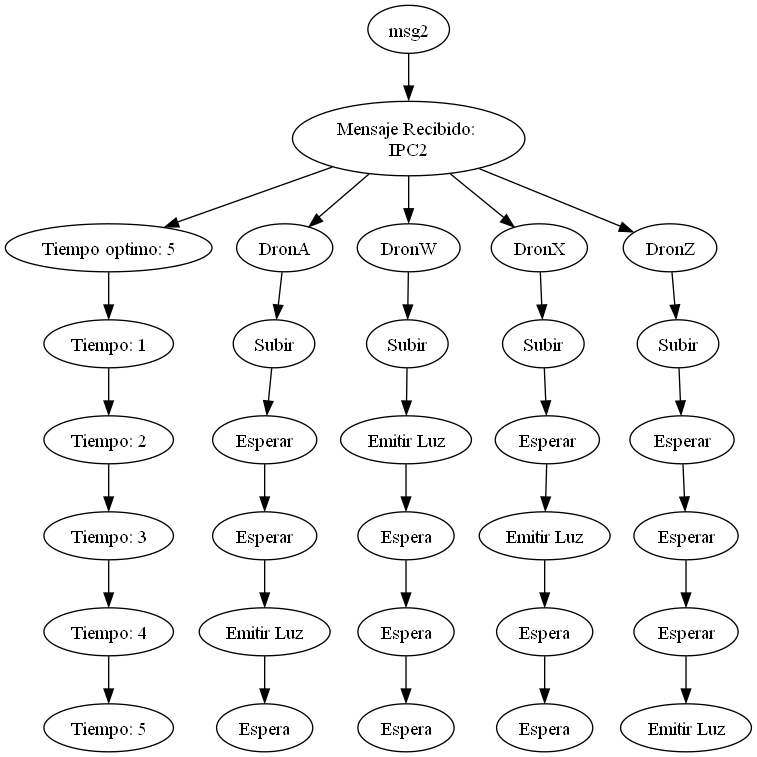 msg2
Mensaje Recibido:
IPC2
Tiempo optimo: 5
DronA
DronW
DronX
DronZ
Tiempo: 1
Subir
Subir
Subir
Subir
Tiempo: 2
Esperar
Emitir Luz
Esperar
Esperar
Tiempo: 3
Esperar
Espera
Emitir Luz
Esperar
Tiempo: 4
Emitir Luz
Espera
Espera
Esperar
Tiempo: 5
Espera
Espera
Espera
Emitir Luz